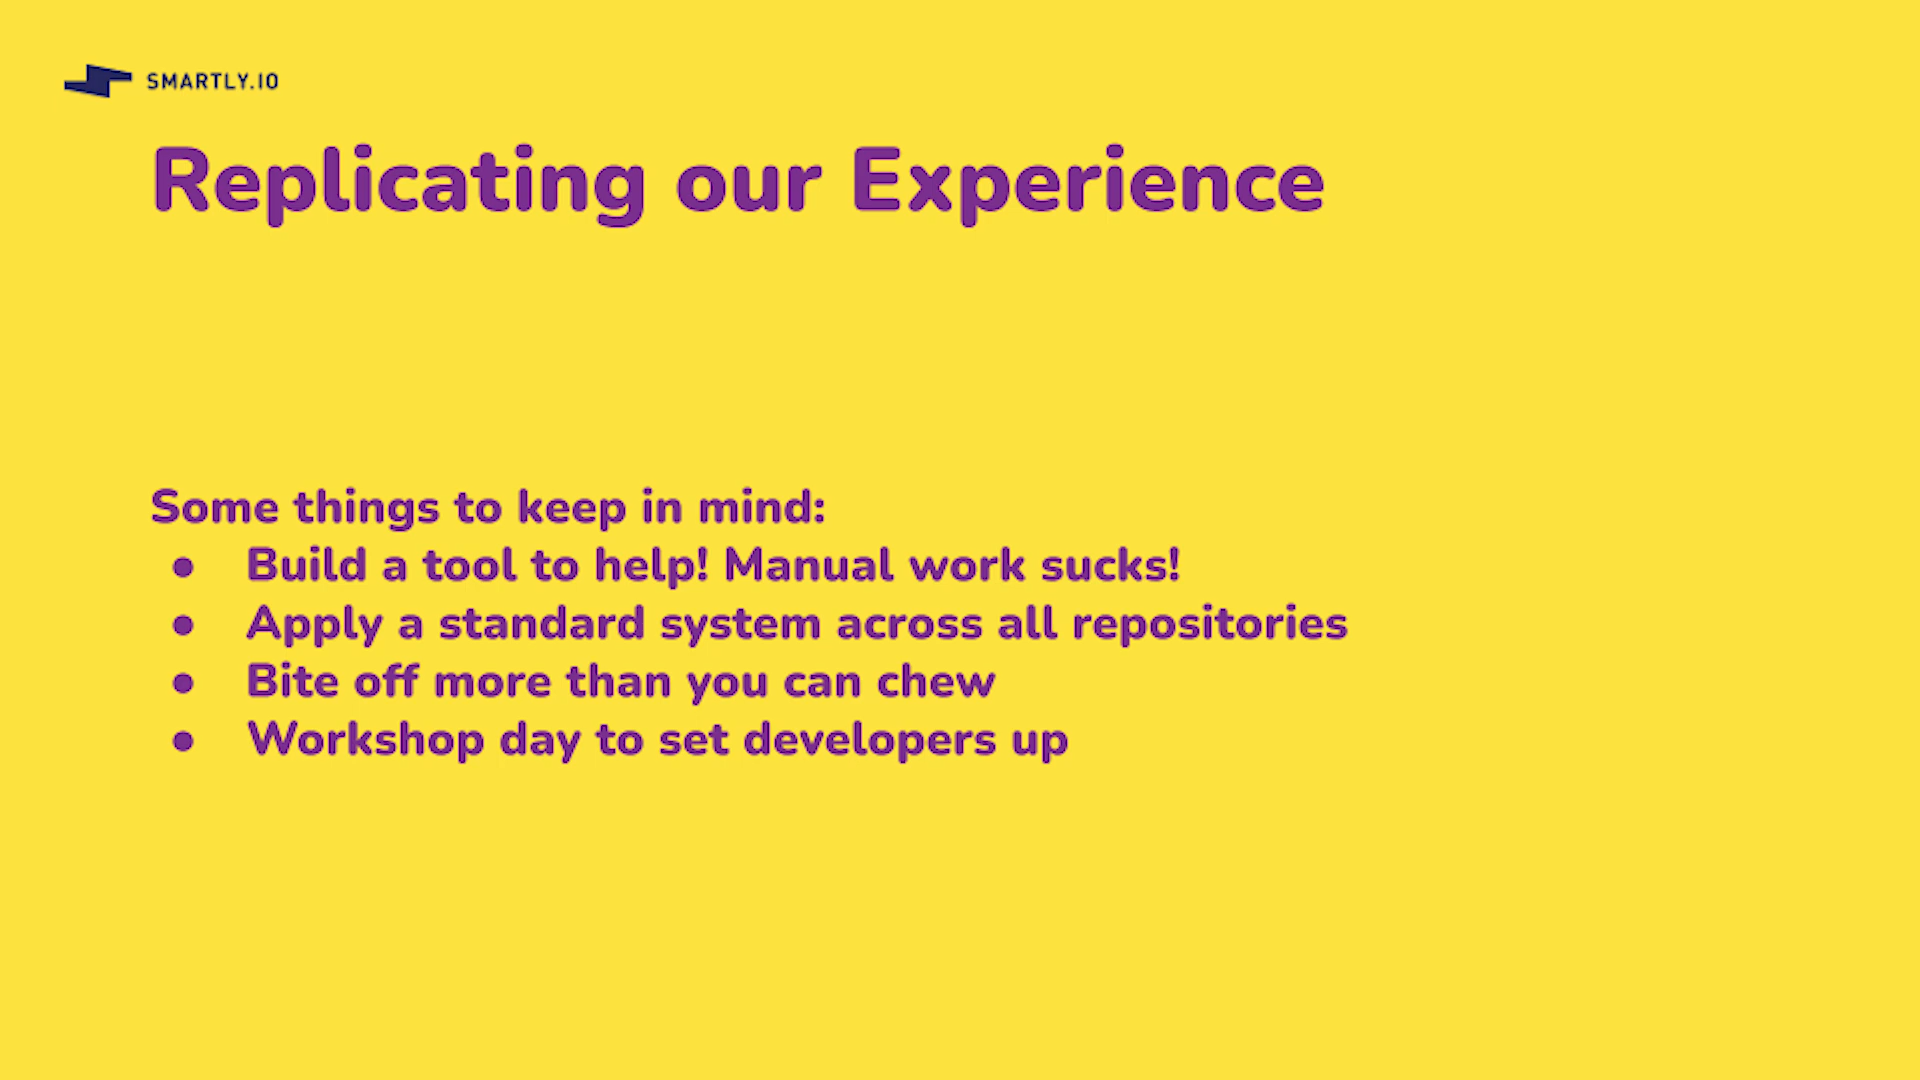 SMARTLY.IO
Replicating our Experience
Some things to keep in mind:
● Build a tool to help! Manual work sucks!
● Apply a standard system across all repositories
● Bite off more than you can chew
● Workshop day to set developers up